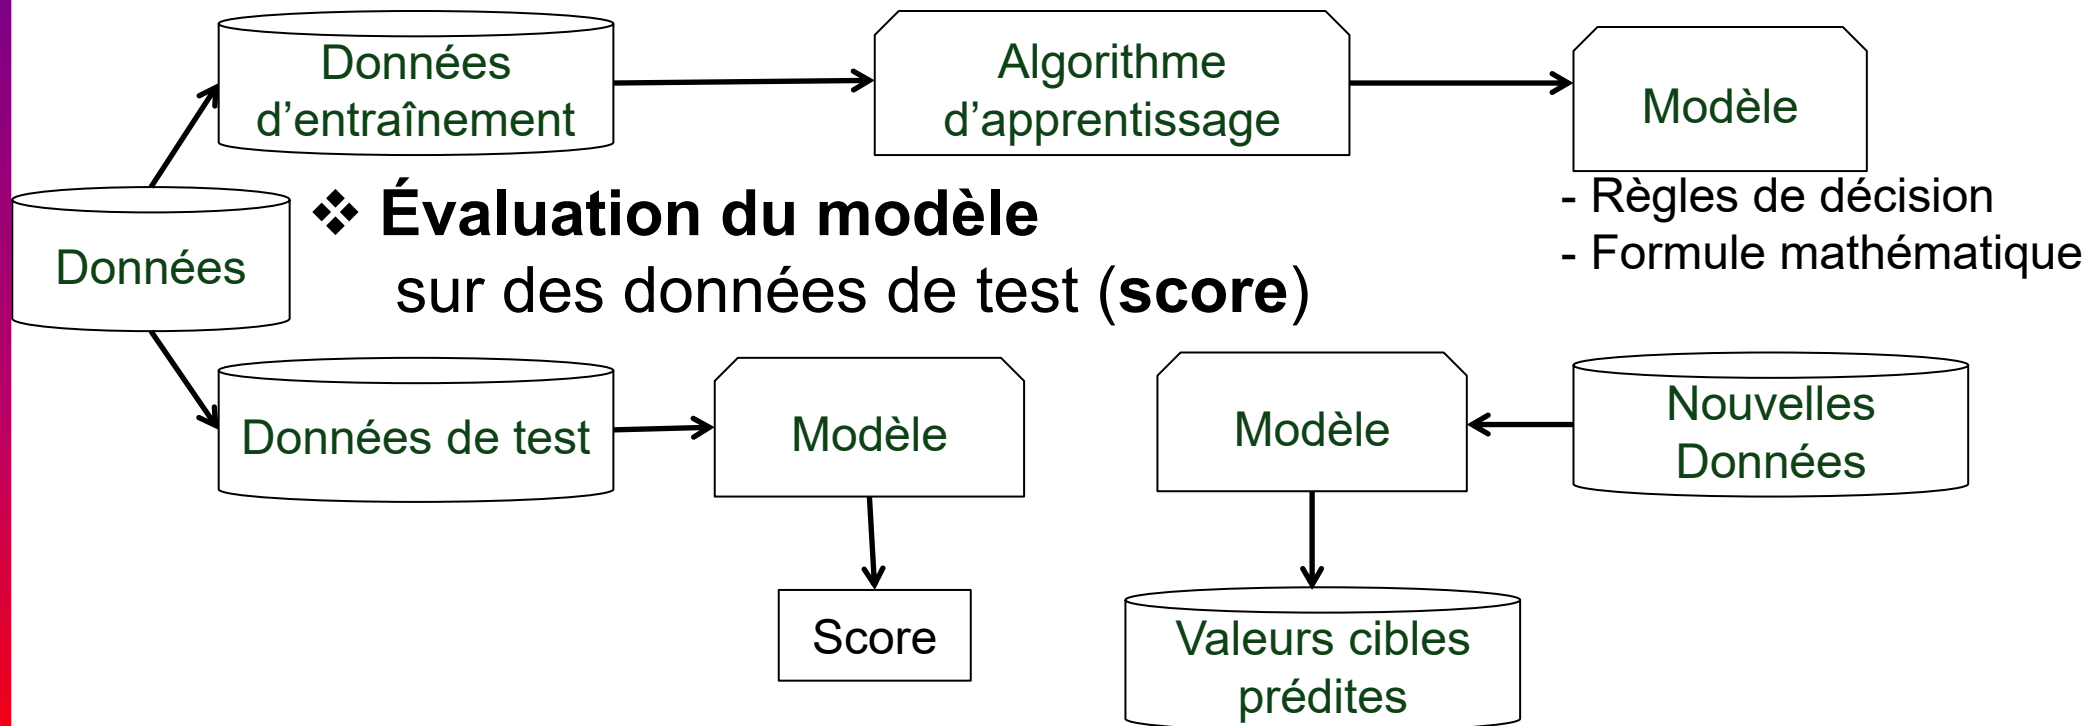 Données
d’entraînement
Algorithme
d’apprentissage
Modèle
- Règles de décision
- Formule mathématique
Données
❖ Évaluation du modèle
sur des données de test (score)
Données de test
Modèle
Score
Modèle
Nouvelles
Données
Valeurs cibles
prédites